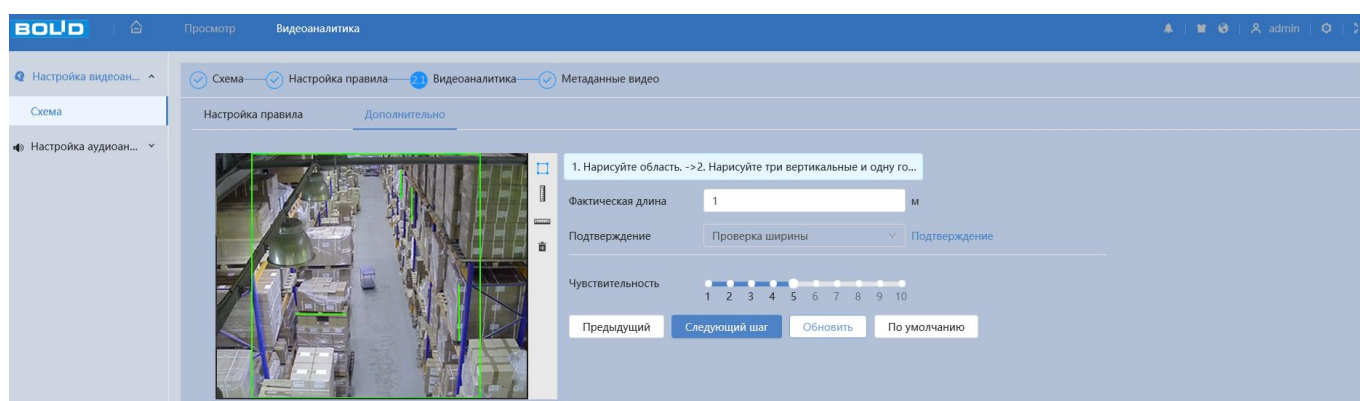 BOLID Просмотр Видеоаналитика admin
Настройка видеоан...
Схема
Настройка аудиоан...
Схема Настройка правила 2.1 Видеоаналитика Метаданные видео
Настройка правила Дополнительно
1. Нарисуйте область. ->2. Нарисуйте три вертикальные и одну го...
Фактическая длина 1 м
Подтверждение Проверка ширины Подтверждение
Чувствительность
1 2 3 4 5 6 7 8 9 10
Предыдущий Следующий шаг Обновить По умолчанию